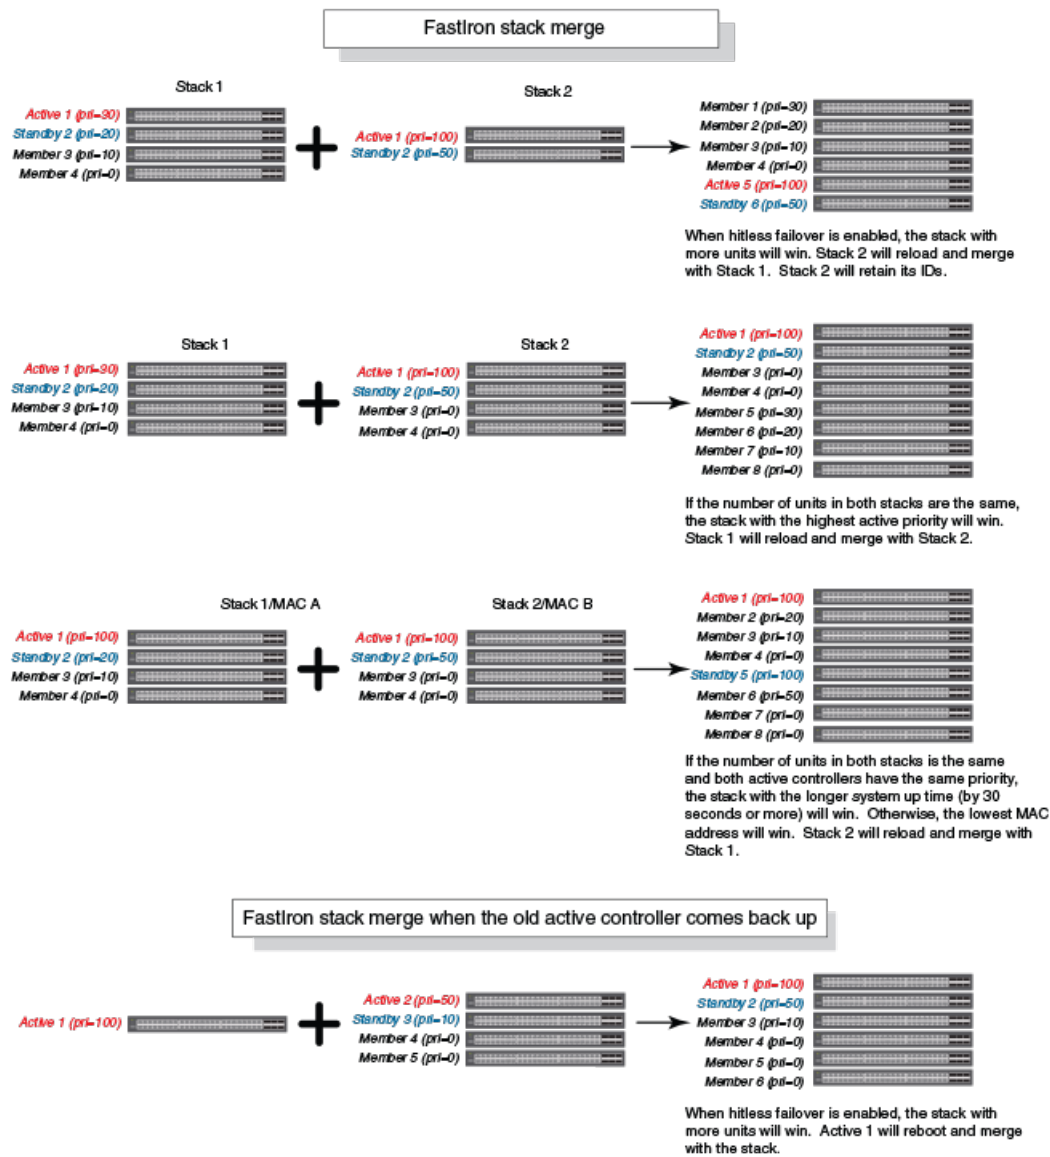 FastIron stack merge
Stack 1
Active 1 (pri=30)
Standby 2 (pri=20)
Member 3 (pri=10)
Member 4 (pri=0)
Stack 2
Active 1 (pri=100)
Standby 2 (pri=50)
Member 1 (pri=30)
Member 2 (pri=20)
Member 3 (pri=10)
Member 4 (pri=0)
Active 5 (pri=100)
Standby 6 (pri=50)
When hitless failover is enabled, the stack with
more units will win. Stack 2 will reload and merge
with Stack 1. Stack 2 will retain its IDs.
Stack 1
Active 1 (pri=30)
Standby 2 (pri=20)
Member 3 (pri=10)
Member 4 (pri=0)
Stack 2
Active 1 (pri=100)
Standby 2 (pri=50)
Member 3 (pri=0)
Member 4 (pri=0)
Active 1 (pri=100)
Standby 2 (pri=50)
Member 3 (pri=0)
Member 4 (pri=0)
Member 5 (pri=30)
Member 6 (pri=20)
Member 7 (pri=10)
Member 8 (pri=0)
If the number of units in both stacks are the same,
the stack with the highest active priority will win.
Stack 1 will reload and merge with Stack 2.
Stack 1/MAC A
Active 1 (pri=100)
Standby 2 (pri=20)
Member 3 (pri=10)
Member 4 (pri=0)
Stack 2/MAC B
Active 1 (pri=100)
Standby 2 (pri=50)
Member 3 (pri=0)
Member 4 (pri=0)
Active 1 (pri=100)
Member 2 (pri=20)
Member 3 (pri=10)
Member 4 (pri=0)
Standby 5 (pri=100)
Member 6 (pri=50)
Member 7 (pri=0)
Member 8 (pri=0)
If the number of units in both stacks is the same
and both active controllers have the same priority,
the stack with the longer system up time (by 30
seconds or more) will win. Otherwise, the lowest MAC
address will win. Stack 2 will reload and merge with
Stack 1.
FastIron stack merge when the old active controller comes back up
Active 1 (pri=100)
Active 2 (pri=50)
Standby 3 (pri=10)
Member 4 (pri=0)
Member 5 (pri=0)
Active 1 (pri=100)
Standby 2 (pri=50)
Member 3 (pri=10)
Member 4 (pri=0)
Member 5 (pri=0)
Member 6 (pri=0)
When hitless failover is enabled, the stack with
more units will win. Active 1 will reboot and merge
with the stack.